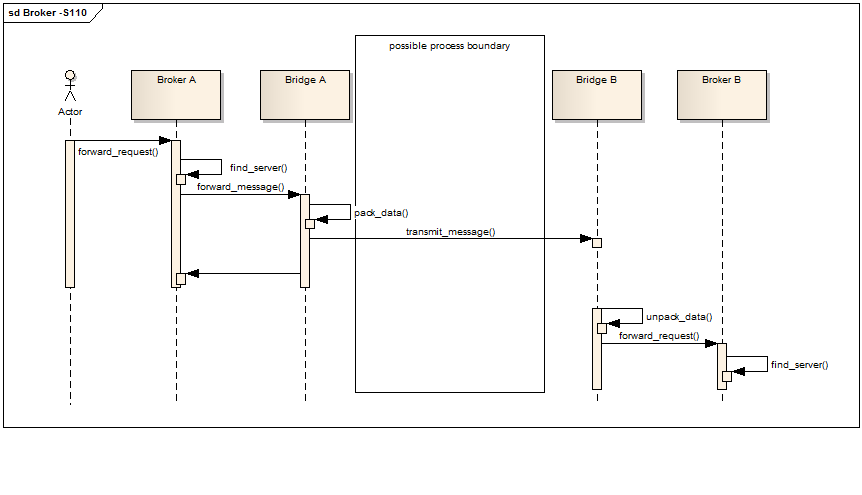 sd Broker -S110
possible process boundary
Actor
Broker A
Bridge A
Bridge B
Broker B
forward_request()
find_server()
forward_message()
pack_data()
transmit_message()
unpack_data()
forward_request()
find_server()